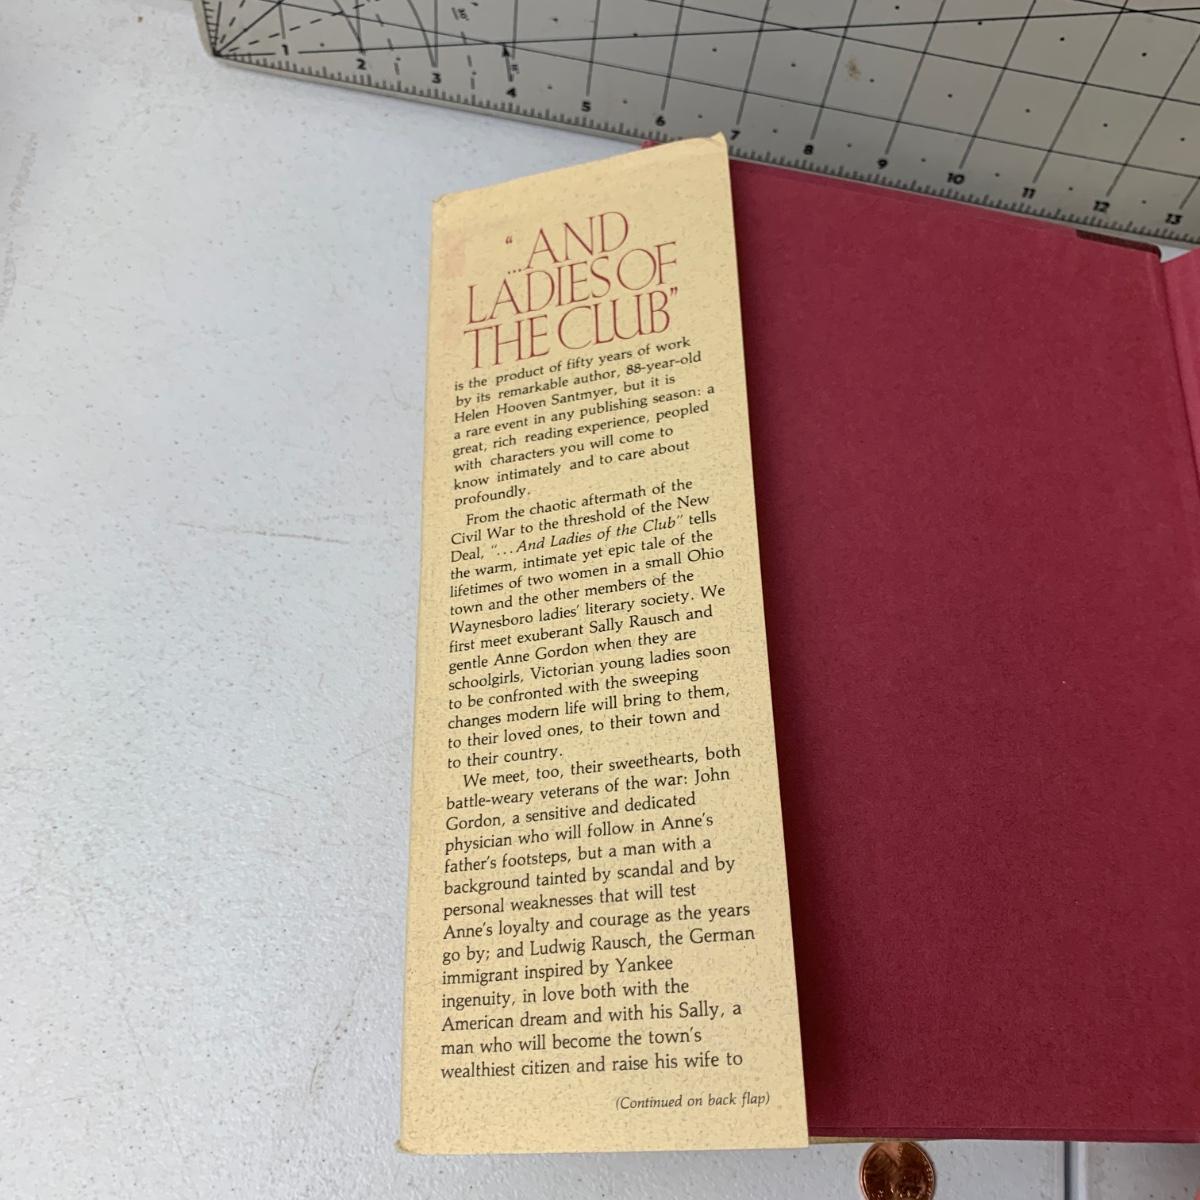 1 2 3 4 5 6 7 8 9 10 11 12 13
"...AND
LADIES OF
THE CLUB"
is the product of fifty years of work
by its remarkable author, 88-year-old
Helen Hooven Santmyer, but it is
a rare event in any publishing season: a
great, rich reading experience, peopled
with characters you will come to
know intimately and to care about
profoundly.
From the chaotic aftermath of the
Civil War to the threshold of the New
Deal, "...And Ladies of the Club" tells
the warm, intimate yet epic tale of the
lifetimes of two women in a small Ohio
town and the other members of the
Waynesboro ladies' literary society. We
first meet exuberant Sally Rausch and
gentle Anne Gordon when they are
schoolgirls, Victorian young ladies soon
to be confronted with the sweeping
changes modern life will bring to them,
to their loved ones, to their town and
to their country.
We meet, too, their sweethearts, both
battle-weary veterans of the war: John
Gordon, a sensitive and dedicated
physician who will follow in Anne's
father's footsteps, but a man with a
background tainted by scandal and by
personal weaknesses that will test
Anne's loyalty and courage as the years
go by; and Ludwig Rausch, the German
immigrant inspired by Yankee
ingenuity, in love both with the
American dream and with his Sally, a
man who will become the town's
wealthiest citizen and raise his wife to
(Continued on back flap)